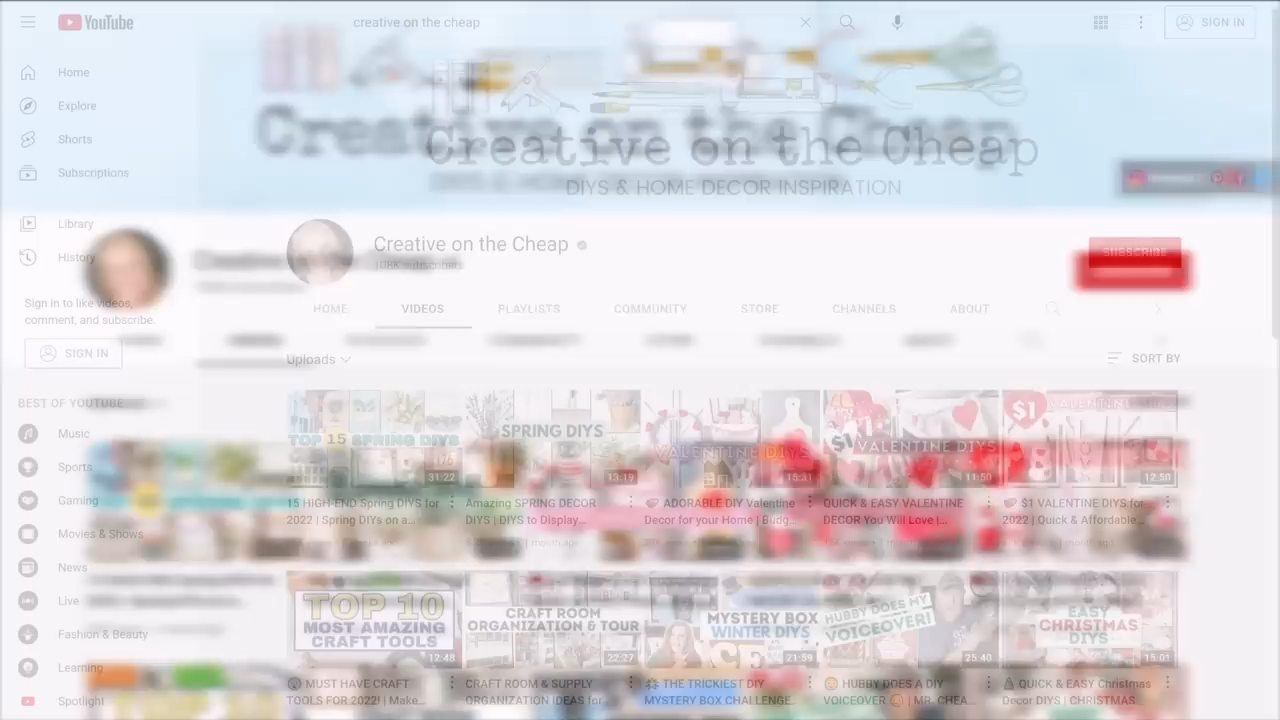 YouTube
creative on the cheap
SIGN IN
Home
Explore
Shorts
Subscriptions
Library
History
Sign in to like videos,
comment, and subscribe.
SIGN IN
BEST OF YOUTUBE
Music
Sports
Gaming
Movies & Shows
News
Live
Fashion & Beauty
Learning
Spotlight
Creative on the Cheap
DIYS & HOME DECOR INSPIRATION
Creative on the Cheap
subscribers
SUBSCRIBE
HOME VIDEOS PLAYLISTS COMMUNITY STORE CHANNELS ABOUT
Uploads
SORT BY
TOP 15 SPRING DIYS
31:22
SPRING DIYS
13:19
VALENTINE DIYS
15:31
$1 VALENTINE DIYS
11:50
$1 VALENTINE
12:50
15 HIGH END Spring DIYS for
2022 | Spring DIYs on a...
Amazing SPRING DECOR
DIYS | DIYS to Display...
ADORABLE DIY Valentine
Decor for your Home | Budg...
QUICK & EASY VALENTINE
DECOR You Will Love |...
$1 VALENTINE DIYS for
2022 | Quick & Affordable...
TOP 10
MOST AMAZING
CRAFT TOOLS
12:48
CRAFT ROOM
ORGANIZATION & TOUR
22:27
MYSTERY BOX
WINTER DIYS
21:59
HUBBY DOES MY
VOICEOVER!
25:40
EASY
CHRISTMAS
DIYS
15:01
MUST HAVE CRAFT
TOOLS FOR 2022! | Make...
CRAFT ROOM & SUPPLY
ORGANIZATION IDEAS for
THE TRICKIEST DIY
MYSTERY BOX CHALLENGE
HUBBY DOES A DIY
VOICEOVER | MR. CHEA...
QUICK & EASY Christmas
Decor DIYS | CHRISTMAS